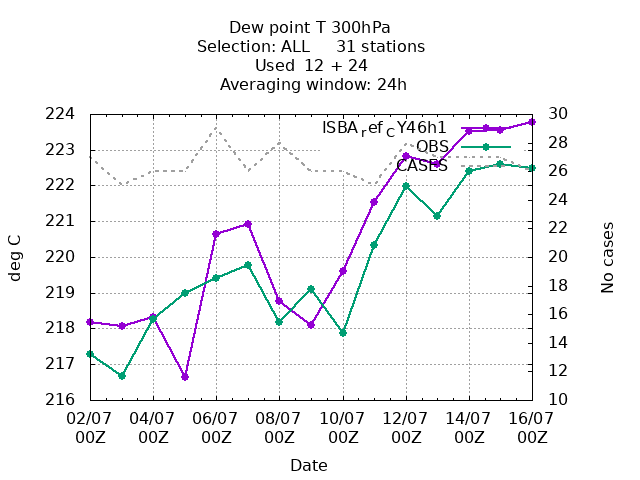 Dew point T 300hPa
Selection: ALL 31 stations
Used 12 + 24
Averaging window: 24h
224 30
ISBA_ref_CY46h1
28
223
OBS
26
CASES
222
24
221 22
220 20
219 18
16
218
14
217
12
216 10
deg C
No cases
02/07 04/07 06/07 08/07 10/07 12/07 14/07 16/07
00Z 00Z 00Z 00Z 00Z 00Z 00Z 00Z
Date